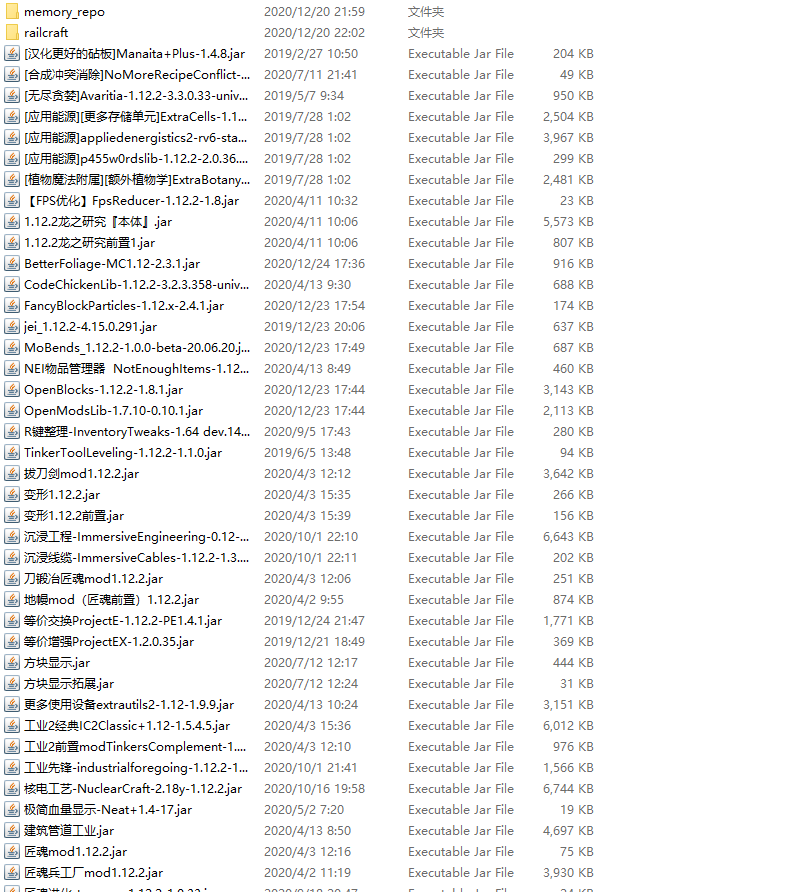 memory_repo 2020/12/20 21:59 文件夹
railcraft 2020/12/20 22:02 文件夹
[汉化更好的砧板]Manaita+Plus-1.4.8.jar 2019/2/27 10:50 Executable Jar File 204 KB
[合成冲突消除]NoMoreRecipeConflict-... 2020/7/11 21:41 Executable Jar File 49 KB
[无尽贪婪]Avaritia-1.12.2-3.3.0.33-univ... 2019/5/7 9:34 Executable Jar File 950 KB
[应用能源][更多存储单元]ExtraCells-1.1... 2019/7/28 1:02 Executable Jar File 2,504 KB
[应用能源]appliedenergistics2-rv6-sta... 2019/7/28 1:02 Executable Jar File 3,967 KB
[应用能源]p455w0rdslib-1.12.2-2.0.36.... 2019/7/28 1:02 Executable Jar File 299 KB
[植物魔法附属][额外植物学]ExtraBotany... 2019/7/28 1:02 Executable Jar File 2,481 KB
【FPS优化】FpsReducer-1.12.2-1.8.jar 2020/4/11 10:32 Executable Jar File 23 KB
1.12.2龙之研究『本体』.jar 2020/4/11 10:06 Executable Jar File 5,573 KB
1.12.2龙之研究前置1.jar 2020/4/11 10:06 Executable Jar File 807 KB
BetterFoliage-MC1.12-2.3.1.jar 2020/12/24 17:36 Executable Jar File 916 KB
CodeChickenLib-1.12.2-3.2.3.358-univ... 2020/4/13 9:30 Executable Jar File 688 KB
FancyBlockParticles-1.12.x-2.4.1.jar 2020/12/23 17:54 Executable Jar File 174 KB
jei_1.12.2-4.15.0.291.jar 2019/12/23 20:06 Executable Jar File 637 KB
MoBends_1.12.2-1.0.0-beta-20.06.20.j... 2020/12/23 17:49 Executable Jar File 687 KB
NEI物品管理器 NotEnoughItems-1.12... 2020/4/13 8:49 Executable Jar File 460 KB
OpenBlocks-1.12.2-1.8.1.jar 2020/12/23 17:44 Executable Jar File 3,143 KB
OpenModsLib-1.7.10-0.10.1.jar 2020/12/23 17:44 Executable Jar File 2,113 KB
R键整理-InventoryTweaks-1.64 dev.14... 2020/9/5 17:43 Executable Jar File 280 KB
TinkerToolLeveling-1.12.2-1.1.0.jar 2019/6/5 13:48 Executable Jar File 94 KB
拔刀剑mod1.12.2.jar 2020/4/3 12:12 Executable Jar File 3,642 KB
变形1.12.2.jar 2020/4/3 15:35 Executable Jar File 266 KB
变形1.12.2前置.jar 2020/4/3 15:39 Executable Jar File 156 KB
沉浸工程-ImmersiveEngineering-0.12-... 2020/10/1 22:10 Executable Jar File 6,643 KB
沉浸线缆-ImmersiveCables-1.12.2-1.3.... 2020/10/1 22:11 Executable Jar File 202 KB
刀锻冶匠魂mod1.12.2.jar 2020/4/3 12:06 Executable Jar File 251 KB
地幔mod（匠魂前置）1.12.2.jar 2020/4/2 9:55 Executable Jar File 874 KB
等价交换ProjectE-1.12.2-PE1.4.1.jar 2019/12/24 21:47 Executable Jar File 1,771 KB
等价增强ProjectEX-1.2.0.35.jar 2019/12/21 18:49 Executable Jar File 369 KB
方块显示.jar 2020/7/12 12:17 Executable Jar File 444 KB
方块显示拓展.jar 2020/7/12 12:24 Executable Jar File 31 KB
更多使用设备extrautils2-1.12-1.9.9.jar 2020/4/13 10:24 Executable Jar File 3,151 KB
工业2经典IC2Classic+1.12-1.5.4.5.jar 2020/4/3 15:36 Executable Jar File 6,012 KB
工业2前置modTinkersComplement-1.... 2020/4/3 12:10 Executable Jar File 976 KB
工业先锋-industrialforegoing-1.12.2-1... 2020/10/1 21:41 Executable Jar File 1,566 KB
核电工艺-NuclearCraft-2.18y-1.12.2.jar 2020/10/16 19:58 Executable Jar File 6,744 KB
极简血量显示-Neat+1.4-17.jar 2020/5/2 7:20 Executable Jar File 19 KB
建筑管道工业.jar 2020/4/13 8:50 Executable Jar File 4,697 KB
匠魂mod1.12.2.jar 2020/4/3 12:16 Executable Jar File 75 KB
匠魂兵工厂mod1.12.2.jar 2020/4/2 11:19 Executable Jar File 3,930 KB